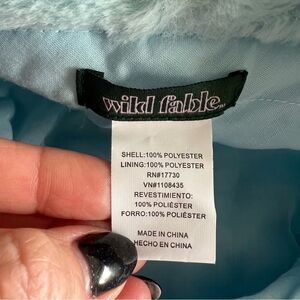 wild fable™
SHELL:100% POLYESTER
LINING:100% POLYESTER
RN#17730
VN#1108435
REVESTIMIENTO:
100% POLIÉSTER
FORRO:100% POLIÉSTER
MADE IN CHINA
HECHO EN CHINA